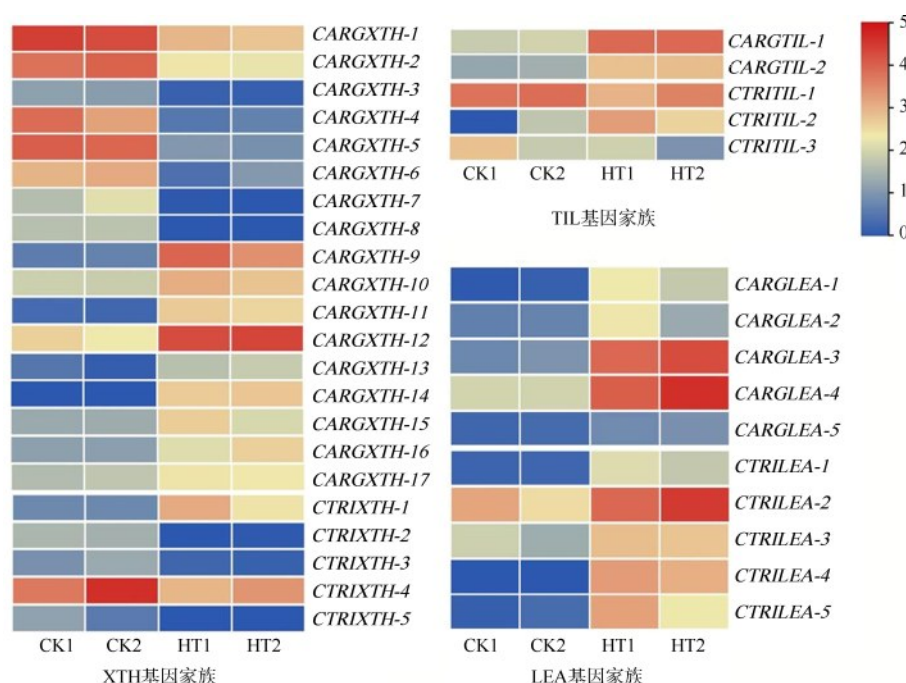 CARGXTH-1
CARGXTH-2
CARGXTH-3
CARGXTH-4
CARGXTH-5
CARGXTH-6
CARGXTH-7
CARGXTH-8
CARGXTH-9
CARGXTH-10
CARGXTH-11
CARGXTH-12
CARGXTH-13
CARGXTH-14
CARGXTH-15
CARGXTH-16
CARGXTH-17
CTRIXTH-1
CTRIXTH-2
CTRIXTH-3
CTRIXTH-4
CTRIXTH-5
CK1 CK2 HT1 HT2
XTH基因家族
CARGTIL-1
CARGTIL-2
CTRITIL-1
CTRITIL-2
CTRITIL-3
CK1 CK2 HT1 HT2
TIL基因家族
5
4
3
2
1
0
CARGLEA-1
CARGLEA-2
CARGLEA-3
CARGLEA-4
CARGLEA-5
CTRILEA-1
CTRILEA-2
CTRILEA-3
CTRILEA-4
CTRILEA-5
CK1 CK2 HT1 HT2
LEA基因家族